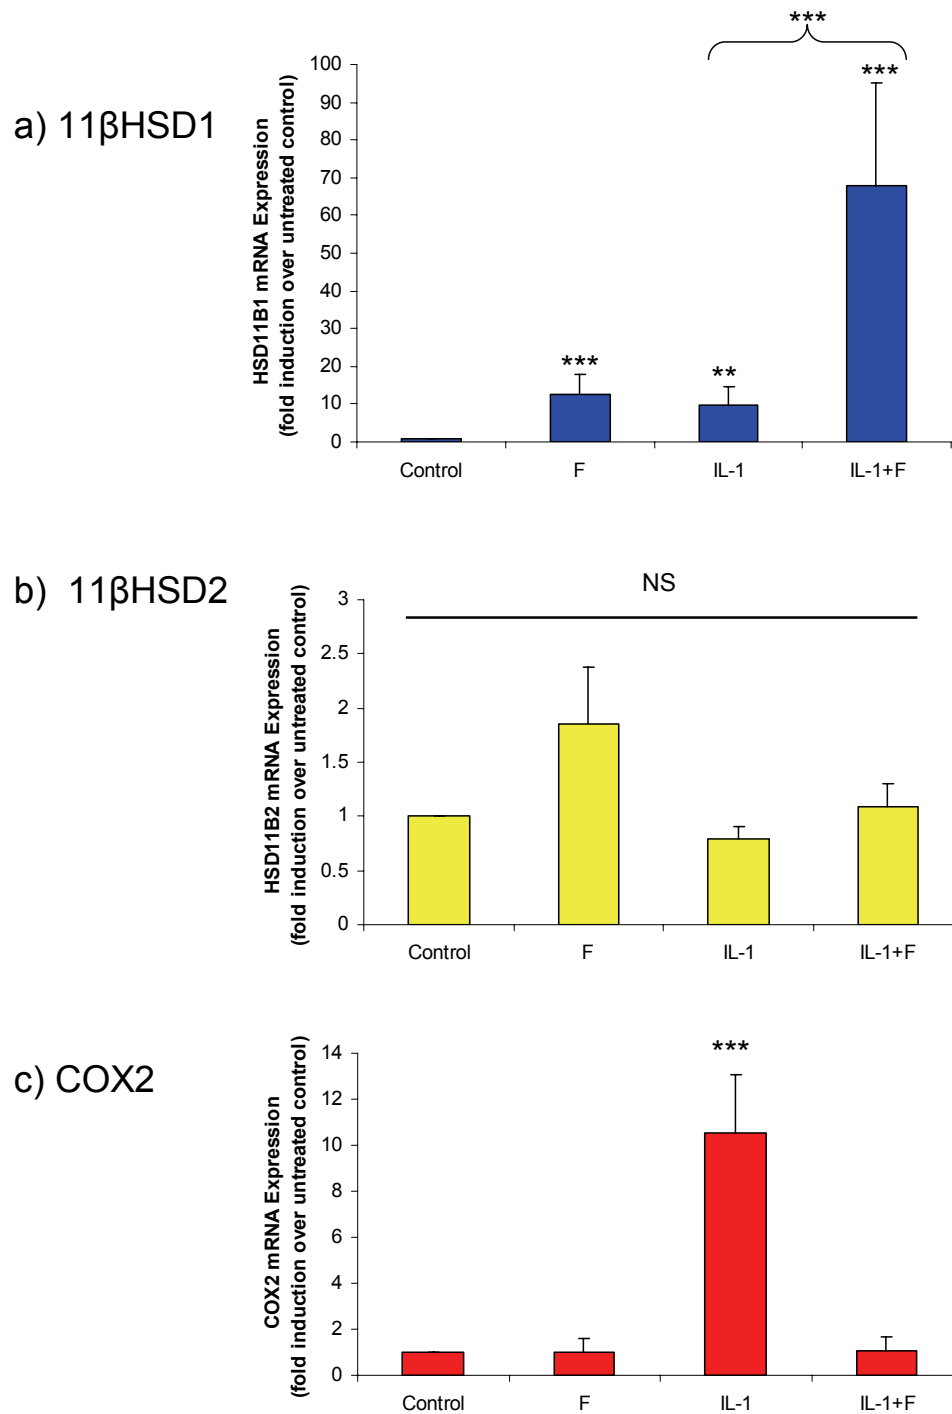 ***
***
a) 11βHSD1
HSD11B1 mRNA Expression
(fold induction over untreated control)
100
90
80
70
60
50
40
30
20
10
0
***
**
Control F IL-1 IL-1+F
b) 11βHSD2
NS
HSD11B2 mRNA Expression
(fold induction over untreated control)
3
2.5
2
1.5
1
0.5
0
Control F IL-1 IL-1+F
c) COX2
***
COX2 mRNA Expression
(fold induction over untreated control)
14
12
10
8
6
4
2
0
Control F IL-1 IL-1+F